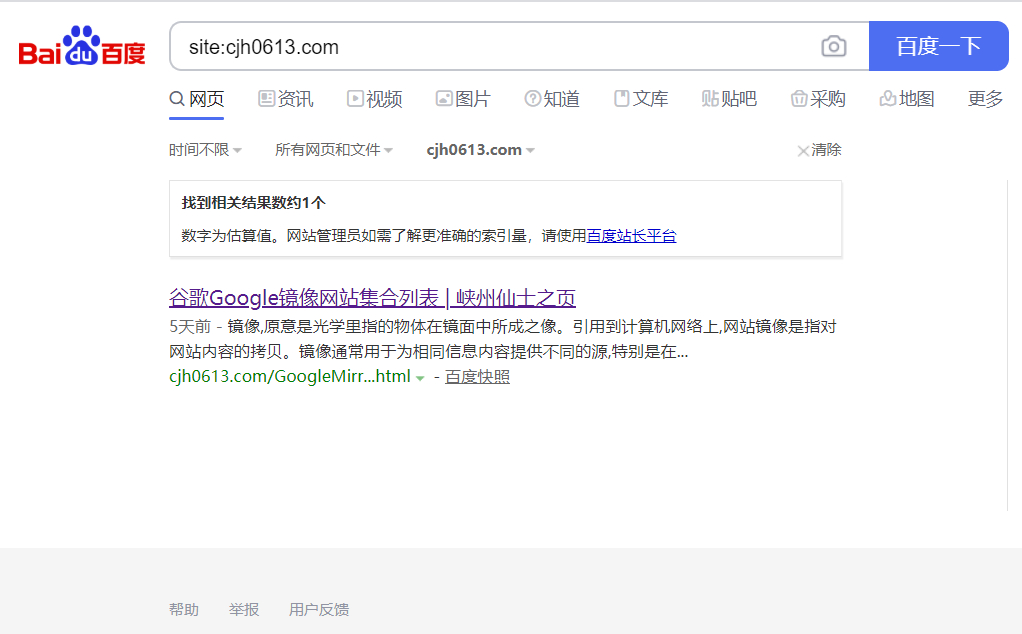 Bai du 百度 site:cjh0613.com 百度一下
网页 资讯 视频 图片 知道 文库 贴吧 采购 地图 更多
时间不限 所有网页和文件 cjh0613.com 清除
找到相关结果数约1个
数字为估算值。网站管理员如需了解更准确的索引量，请使用百度站长平台
谷歌Google镜像网站集合列表 | 峡州仙士之页
5天前 - 镜像,原意是光学里指的物体在镜面中所成之像。引用到计算机网络上,网站镜像是指对
网站内容的拷贝。镜像通常用于为相同信息内容提供不同的源,特别是在...
cjh0613.com/GoogleMirr...html - 百度快照
帮助 举报 用户反馈